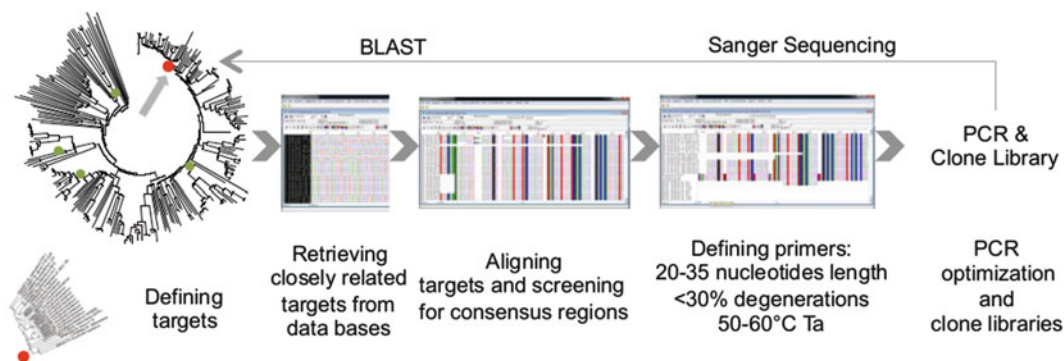 BLAST
Sanger Sequencing
PCR &
Clone Library
Defining
targets
Retrieving
closely related
targets from
data bases
Aligning
targets and screening
for consensus regions
Defining primers:
20-35 nucleotides length
<30% degenerations
50-60°C Ta
PCR
optimization
and
clone libraries